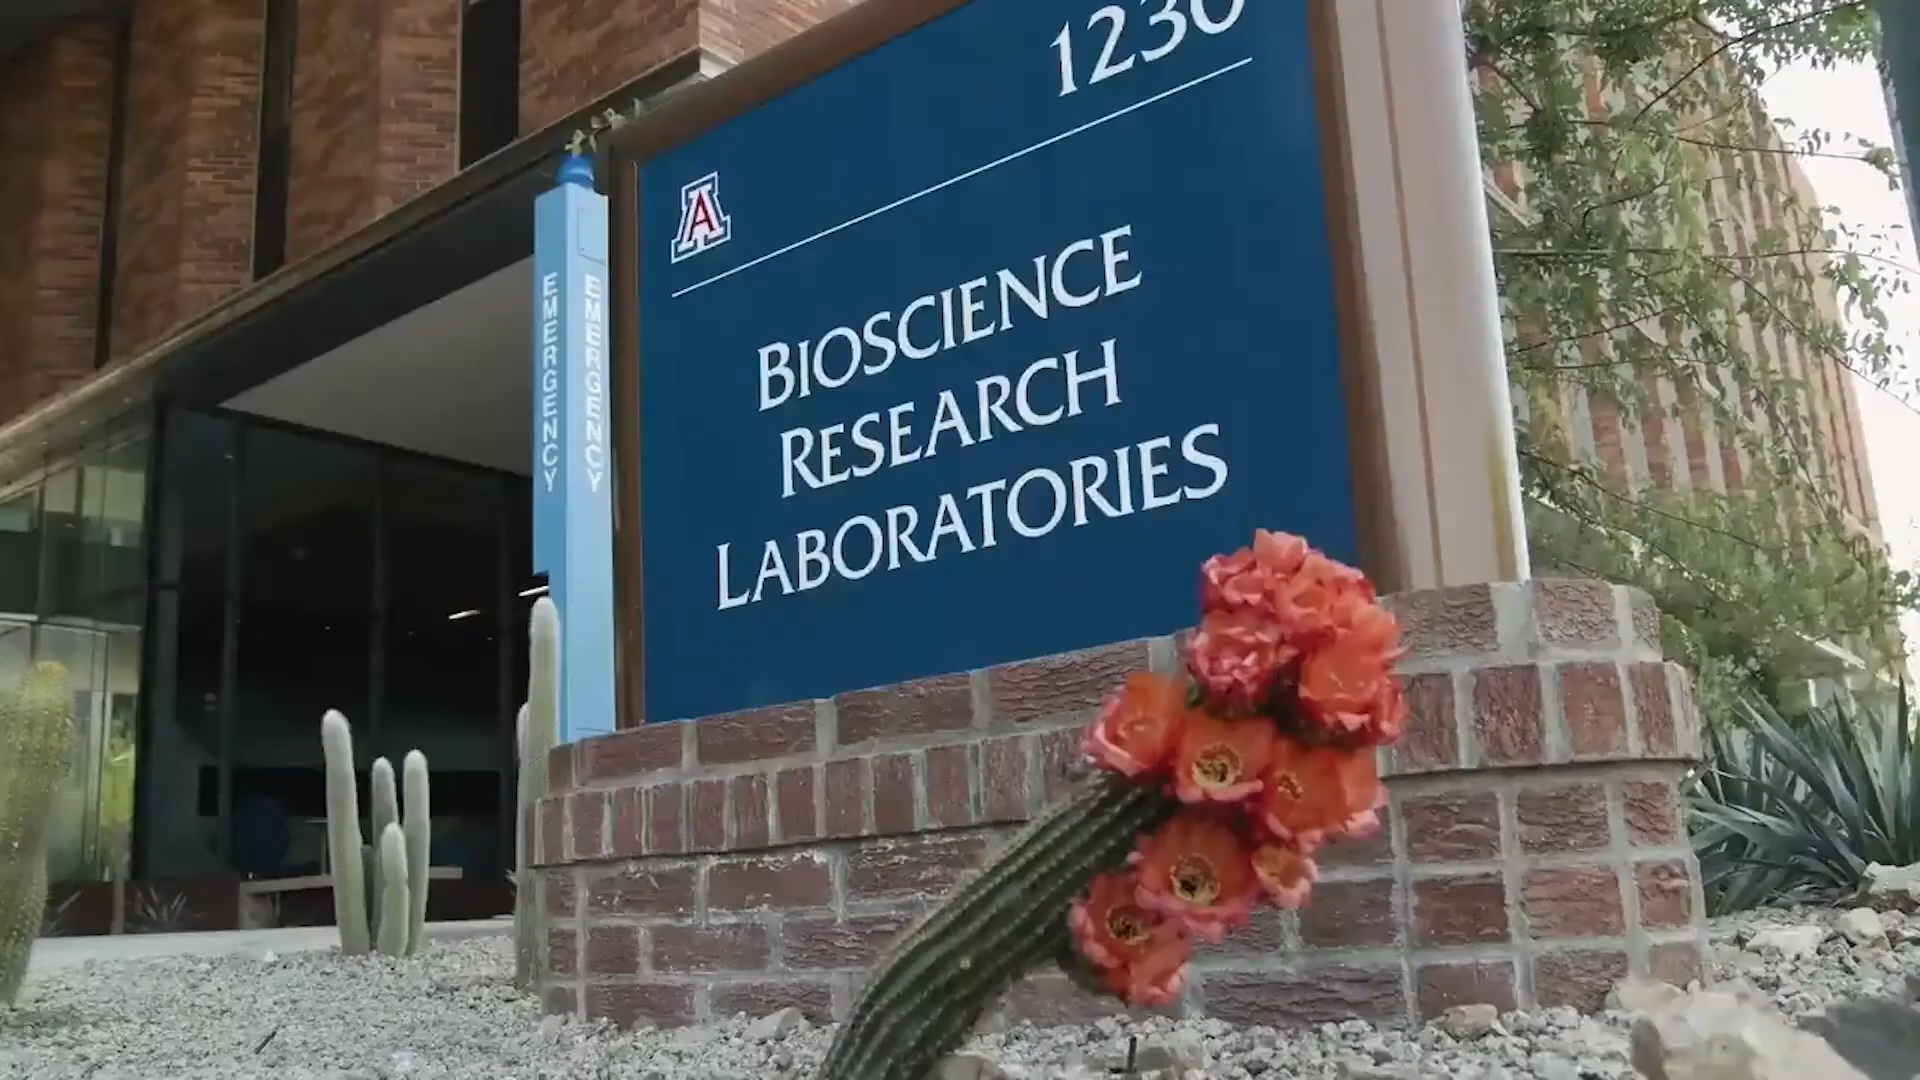 1230
A
BIOSCIENCE
RESEARCH
LABORATORIES
EMERGENCY
EMERGENCY